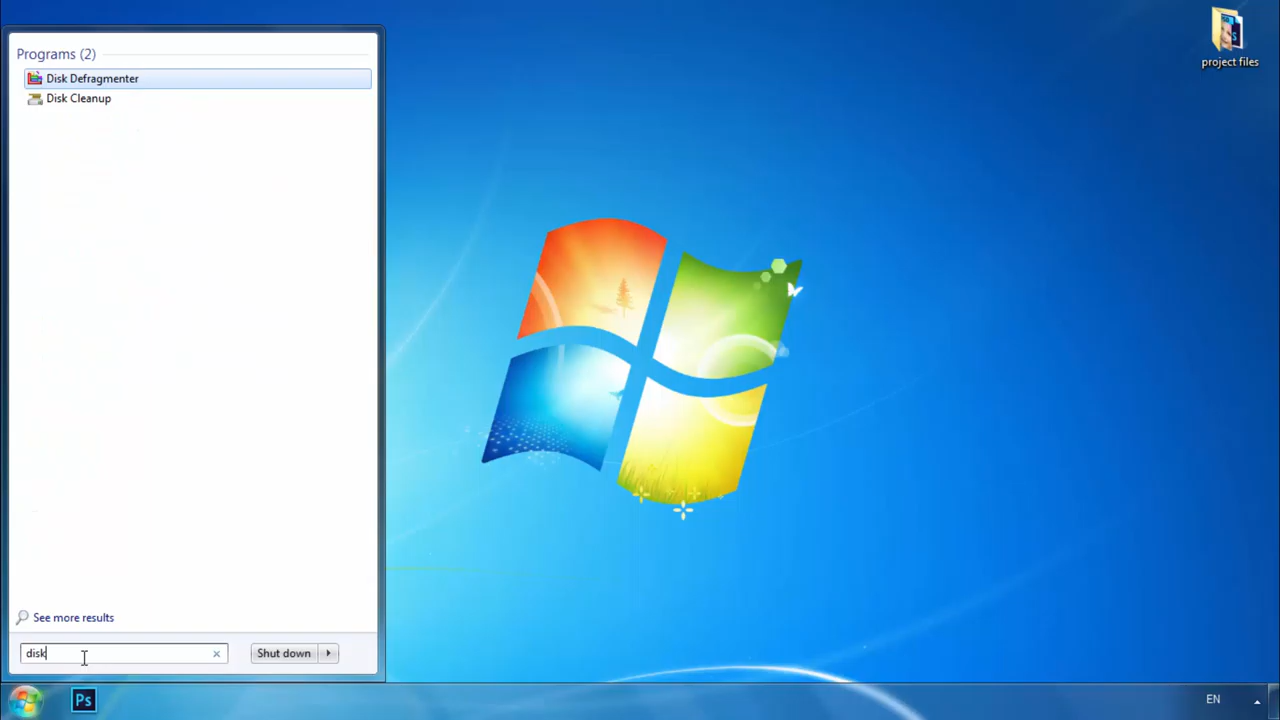 Programs (2)
Disk Defragmenter
Disk Cleanup
See more results
disk
Shut down
project files
Ps
EN